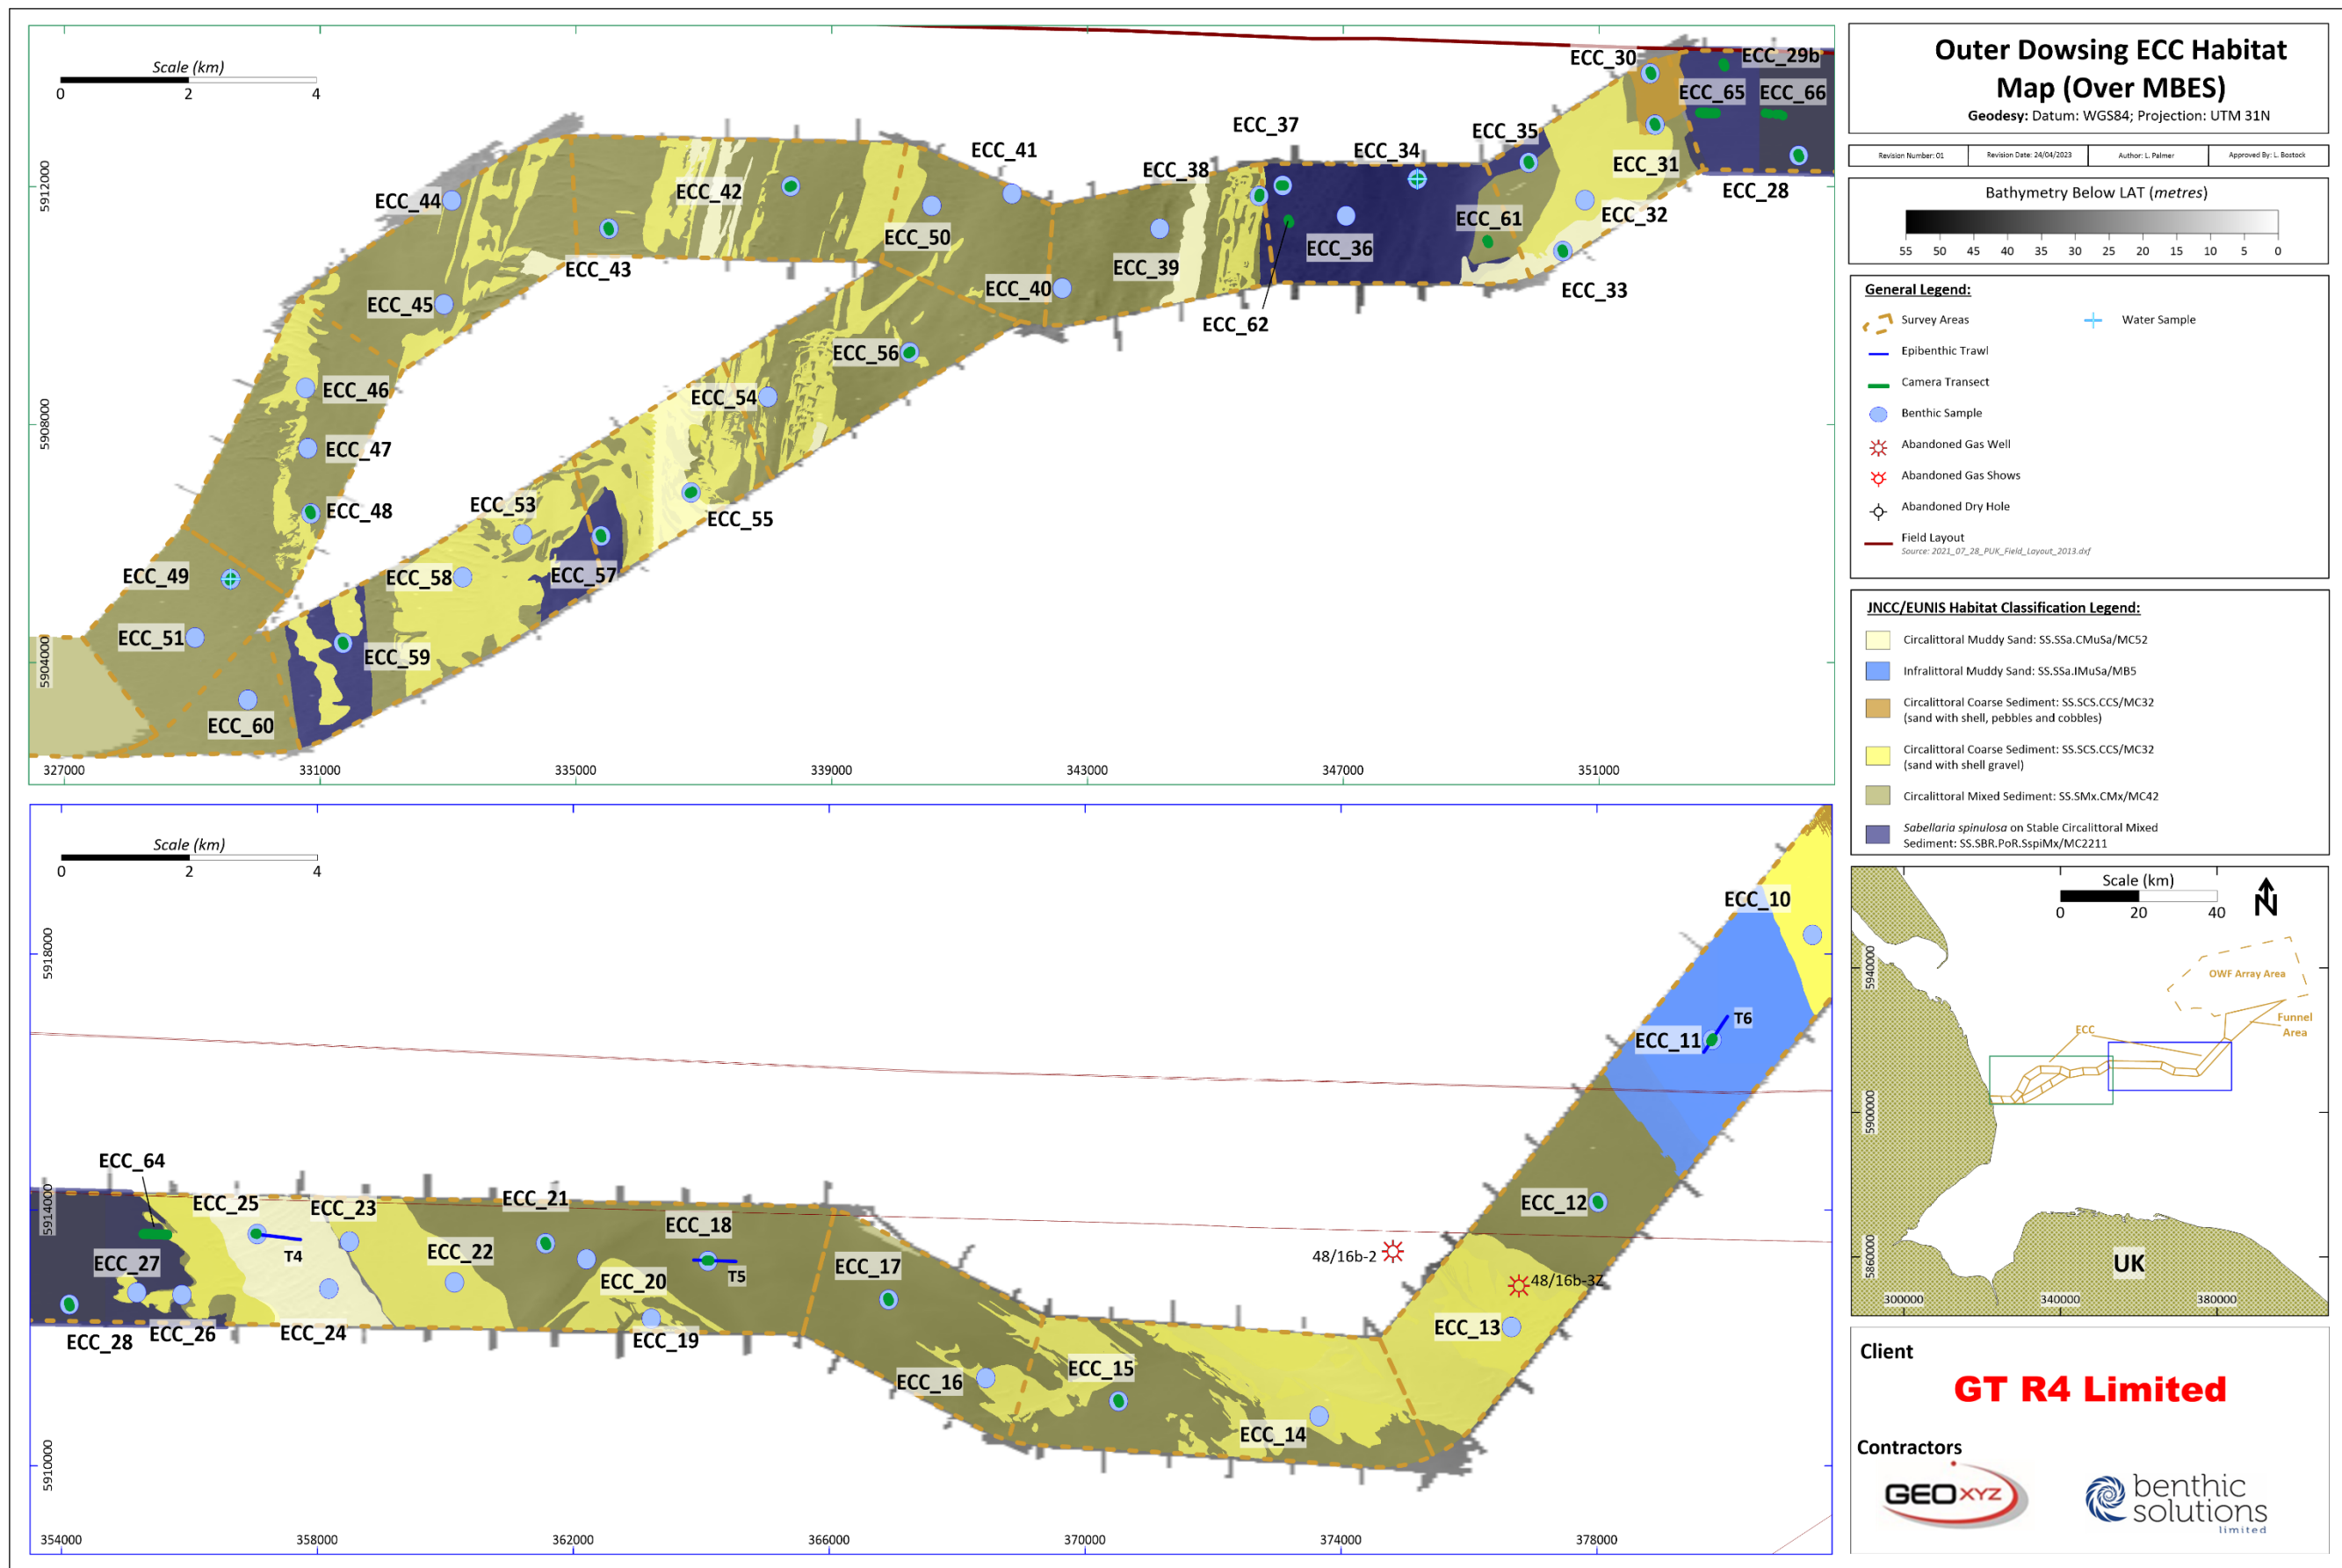 Scale (km)
0 2 4
ECC_30
ECC_29b
ECC_65 ECC_66
ECC_37
ECC_35
ECC_41
ECC_34
ECC_38
ECC_31
ECC_42
ECC_28
ECC_44
ECC_61
ECC_32
ECC_50
ECC_36
ECC_43
ECC_39
ECC_40
ECC_33
ECC_45
ECC_62
ECC_56
ECC_46
ECC_54
ECC_47
ECC_53
ECC_48
ECC_55
ECC_49
ECC_58
ECC_57
ECC_51
ECC_59
ECC_60
5912000
5908000
5904000
327000 331000 335000 339000 343000 347000 351000
Scale (km)
0 2 4
ECC_10
ECC_11
T6
ECC_64
ECC_25
ECC_23
ECC_21
ECC_12
ECC_18
T4
ECC_22
48/16b-2
ECC_27
T5
ECC_17
ECC_20
48/16b-3Z
ECC_28
ECC_26
ECC_24
ECC_19
ECC_13
ECC_15
ECC_16
ECC_14
5918000
5914000
5910000
354000 358000 362000 366000 370000 374000 378000
Outer Dowsing ECC Habitat
Map (Over MBES)
Geodesy: Datum: WGS84; Projection: UTM 31N
Revision Number: 01 Revision Date: 24/04/2023 Author: L. Palmer Approved By: L. Bostock
Bathymetry Below LAT (metres)
55 50 45 40 35 30 25 20 15 10 5 0
General Legend:
Survey Areas
Water Sample
Epibenthic Trawl
Camera Transect
Benthic Sample
Abandoned Gas Well
Abandoned Gas Shows
Abandoned Dry Hole
Field Layout
Source: 2021_07_28_PUK_Field_Layout_2013.dxf
JNCC/EUNIS Habitat Classification Legend:
Circalittoral Muddy Sand: SS.SSa.CMuSa/MC52
Infralittoral Muddy Sand: SS.SSa.IMuSa/MB5
Circalittoral Coarse Sediment: SS.SCS.CCS/MC32
(sand with shell, pebbles and cobbles)
Circalittoral Coarse Sediment: SS.SCS.CCS/MC32
(sand with shell gravel)
Circalittoral Mixed Sediment: SS.SMx.CMx/MC42
Sabellaria spinulosa on Stable Circalittoral Mixed
Sediment: SS.SBR.PoR.SspiMx/MC2211
Scale (km)
0 20 40
N
OWF Array Area
Funnel
Area
ECC
UK
5940000
5900000
5860000
300000 340000 380000
Client
GT R4 Limited
Contractors
GEOXYZ
benthic
solutions
limited